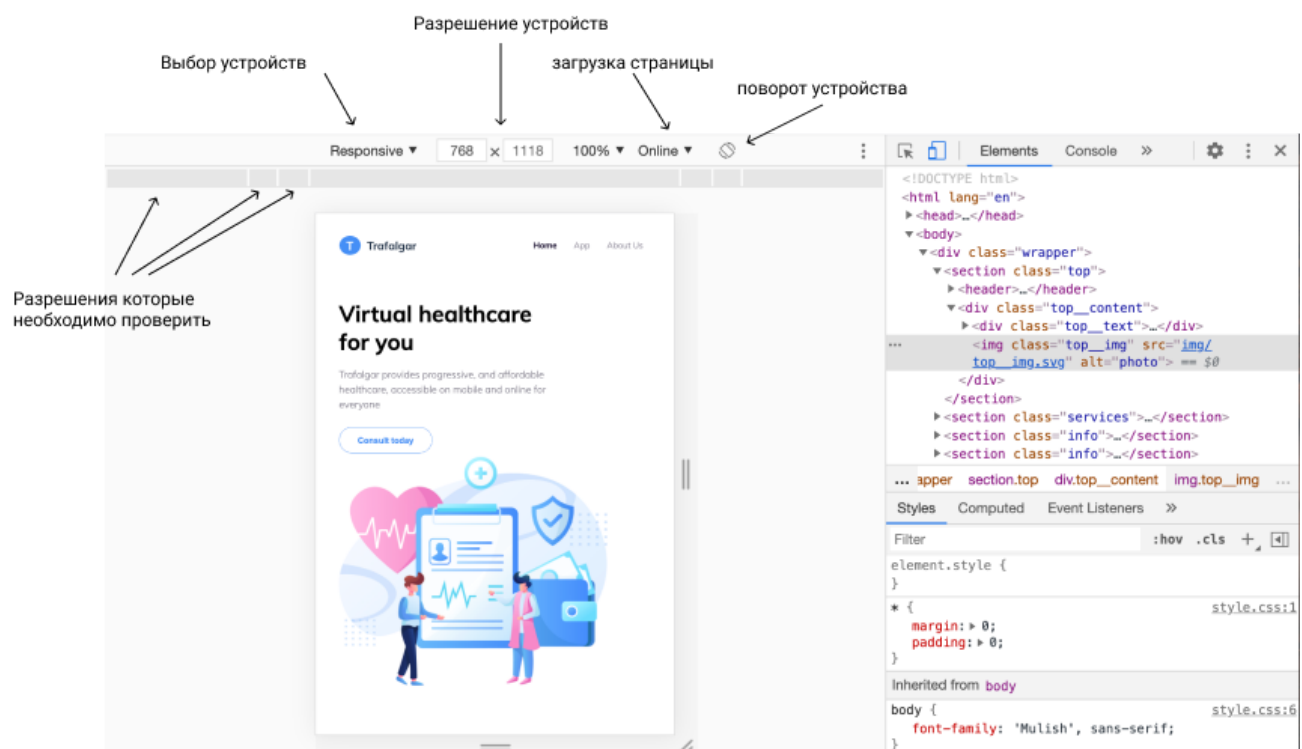 Разрешение устройств
Выбор устройств
загрузка страницы
поворот устройства
Responsive ▼ 768 × 1118 100% ▼ Online ▼
Elements Console »
<!DOCTYPE html>
<html lang="en">
▶<head>…</head>
▼<body>
▼<div class="wrapper">
▼<section class="top">
▶<header>…</header>
▼<div class="top__content">
▶<div class="top__text">…</div>
<img class="top__img" src="img/
top__img.svg" alt="photo"> == $0
</div>
</section>
▶<section class="services">…</section>
▶<section class="info">…</section>
▶<section class="info">…</section>
... apper section.top div.top__content img.top__img ...
Styles Computed Event Listeners »
Filter :hov .cls +
element.style {
}
* { style.css:1
margin: ▶ 0;
padding: ▶ 0;
}
Inherited from body
body { style.css:6
font-family: 'Mulish', sans-serif;
}
Разрешения которые
необходимо проверить
T Trafalgar Home App About Us
Virtual healthcare
for you
Trafalgar provides progressive, and affordable
healthcare, accessible on mobile and online for
everyone
Consult today